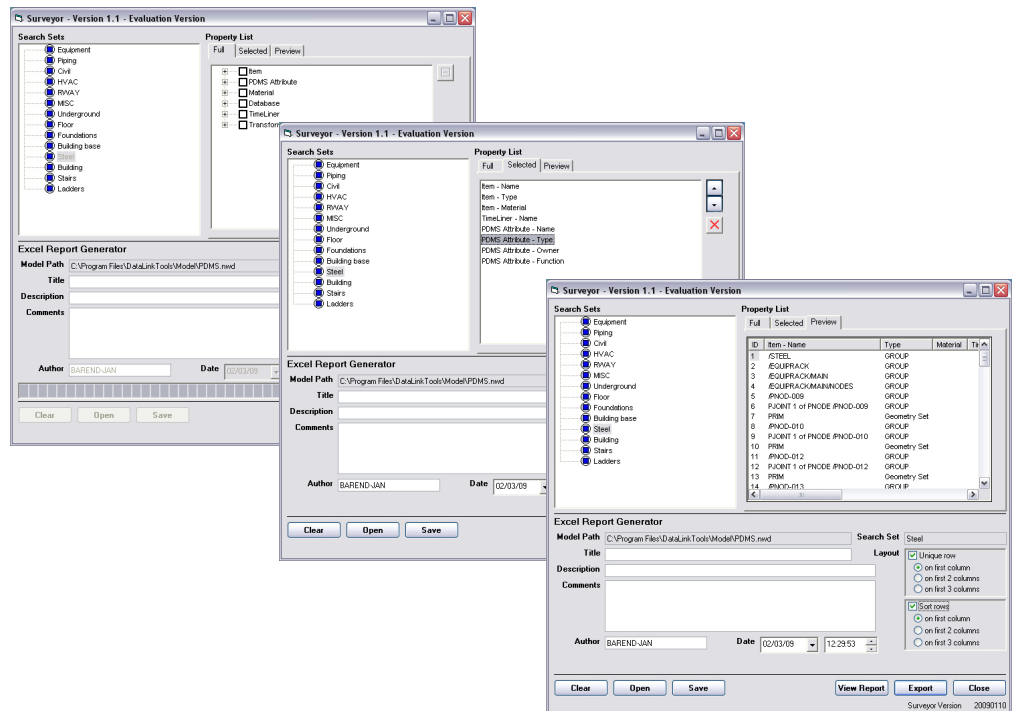 Surveyor - Version 1.1 - Evaluation Version
Search Sets
Equipment
Piping
Civil
HVAC
RWAY
MISC
Underground
Floor
Foundations
Building base
Steel
Building
Stairs
Ladders
Property List
Full Selected Preview
Item
PDMS Attribute
Material
Database
TimeLiner
Transform
Excel Report Generator
Model Path C:\Program Files\DataLinkTools\Model\PDMS.nwd
Title
Description
Comments
Author BAREND-JAN Date 02/03/09
Clear Open Save
Surveyor - Version 1.1 - Evaluation Version
Search Sets
Equipment
Piping
Civil
HVAC
RWAY
MISC
Underground
Floor
Foundations
Building base
Steel
Building
Stairs
Ladders
Property List
Full Selected Preview
Item - Name
Item - Type
Item - Material
TimeLiner - Name
PDMS Attribute - Name
PDMS Attribute - Type
PDMS Attribute - Owner
PDMS Attribute - Function
Excel Report Generator
Model Path C:\Program Files\DataLinkTools\Model\PDMS.nwd
Title
Description
Comments
Author BAREND-JAN Date 02/03/09
Clear Open Save
Surveyor - Version 1.1 - Evaluation Version
Search Sets
Equipment
Piping
Civil
HVAC
RWAY
MISC
Underground
Floor
Foundations
Building base
Steel
Building
Stairs
Ladders
Property List
Full Selected Preview
ID Item - Name Type Material
1 /STEEL GROUP
2 /EQUIPRACK GROUP
3 /EQUIPRACK/MAIN GROUP
4 /EQUIPRACK/MAIN/NODES GROUP
5 /PNOD-009 GROUP
6 PJOINT 1 of PNODE /PNOD-009 GROUP
7 PRIM Geometry Set
8 /PNOD-010 GROUP
9 PJOINT 1 of PNODE /PNOD-010 GROUP
10 PRIM Geometry Set
11 /PNOD-012 GROUP
12 PJOINT 1 of PNODE /PNOD-012 GROUP
13 PRIM Geometry Set
14 /PNOD-013 GROUP
Excel Report Generator
Model Path C:\Program Files\DataLinkTools\Model\PDMS.nwd Search Set Steel
Title
Description
Comments
Layout Unique row
on first column
on first 2 columns
on first 3 columns
Sort rows
on first column
on first 2 columns
on first 3 columns
Author BAREND-JAN Date 02/03/09 12:29:53
Clear Open Save View Report Export Close
Surveyor Version 20090110